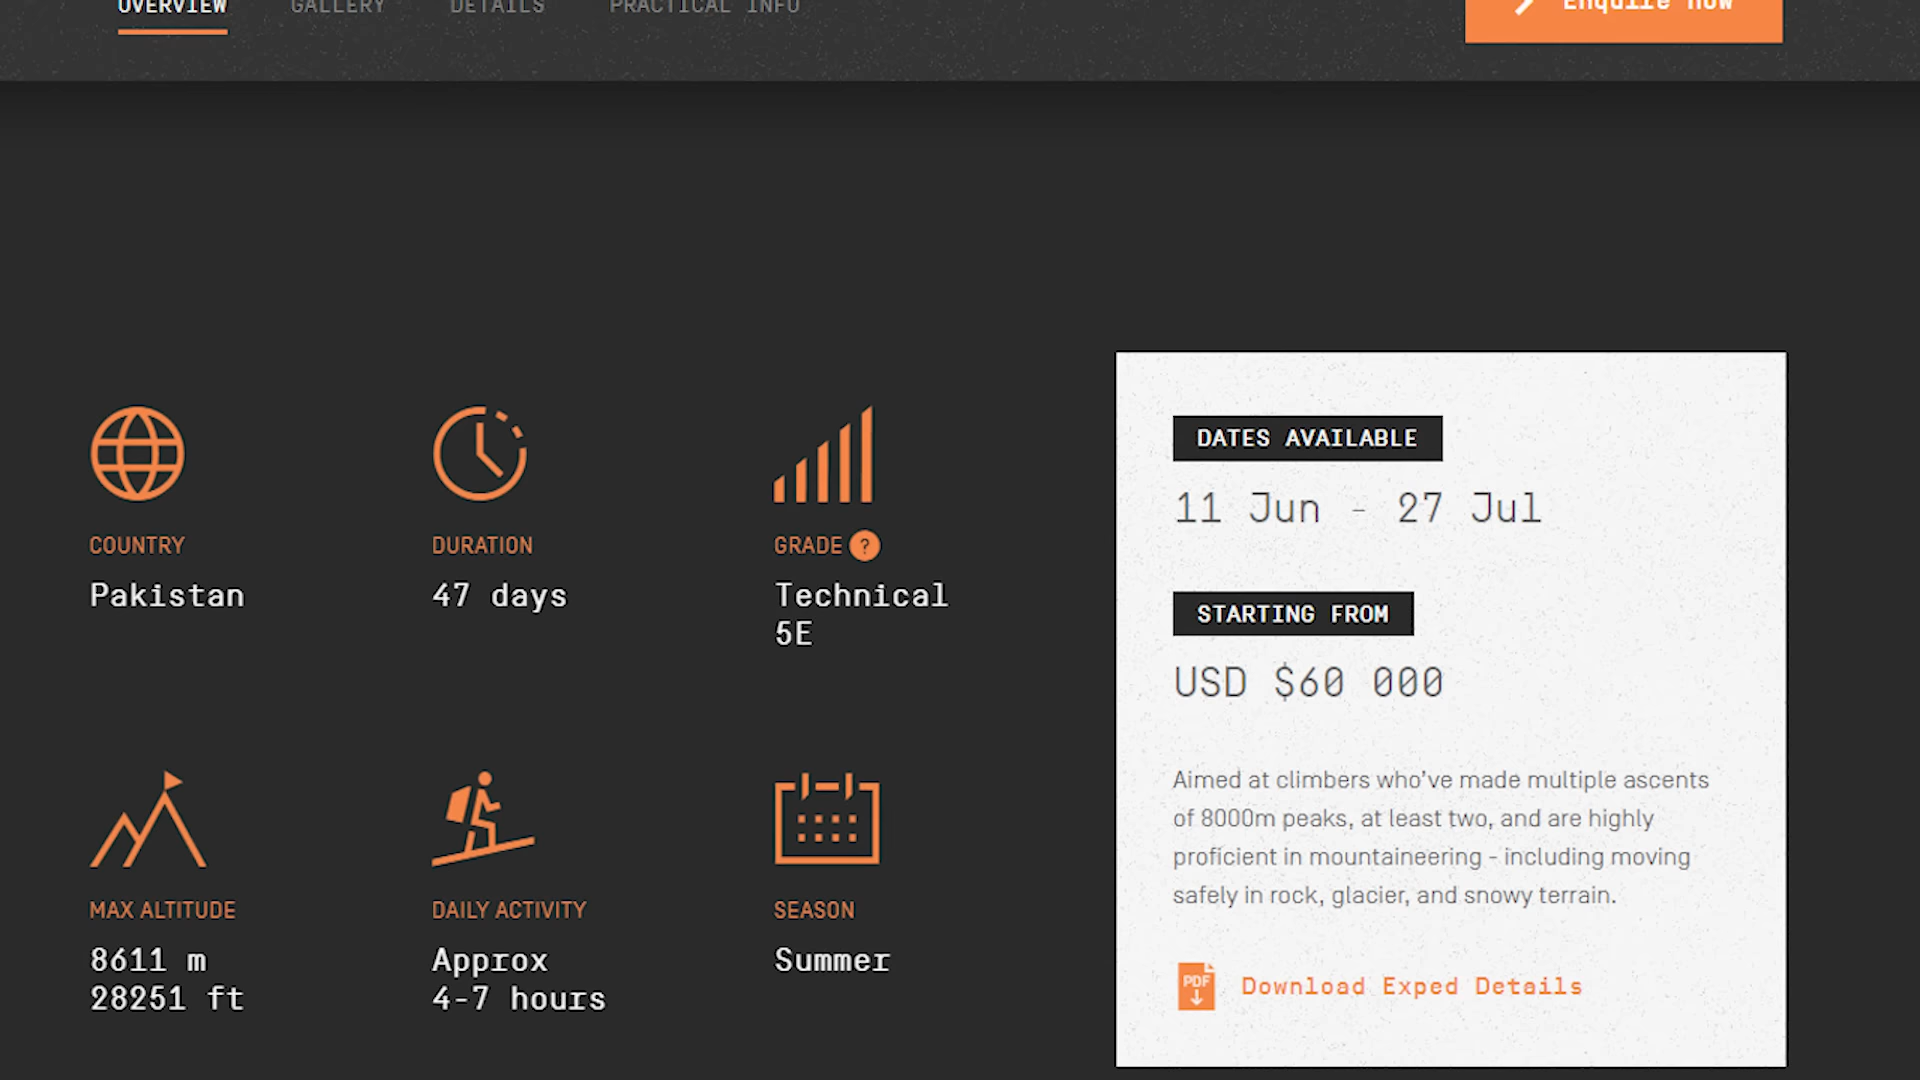 OVERVIEW GALLERY DETAILS PRACTICAL INFO
Enquire now
COUNTRY
Pakistan
DURATION
47 days
GRADE ?
Technical
5E
MAX ALTITUDE
8611 m
28251 ft
DAILY ACTIVITY
Approx
4-7 hours
SEASON
Summer
DATES AVAILABLE
11 Jun - 27 Jul
STARTING FROM
USD $60 000
Aimed at climbers who've made multiple ascents
of 8000m peaks, at least two, and are highly
proficient in mountaineering - including moving
safely in rock, glacier, and snowy terrain.
PDF
Download Exped Details